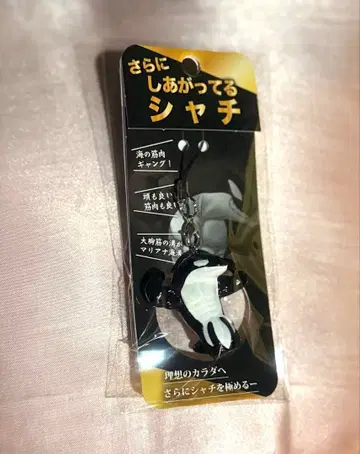 さらに
しあがってる
シャチ
海の筋肉
ギャング！
頭も良い
筋肉も良い
大胸筋の溝が
マリアナ海溝
理想のカラダへ
さらにシャチを極めるー